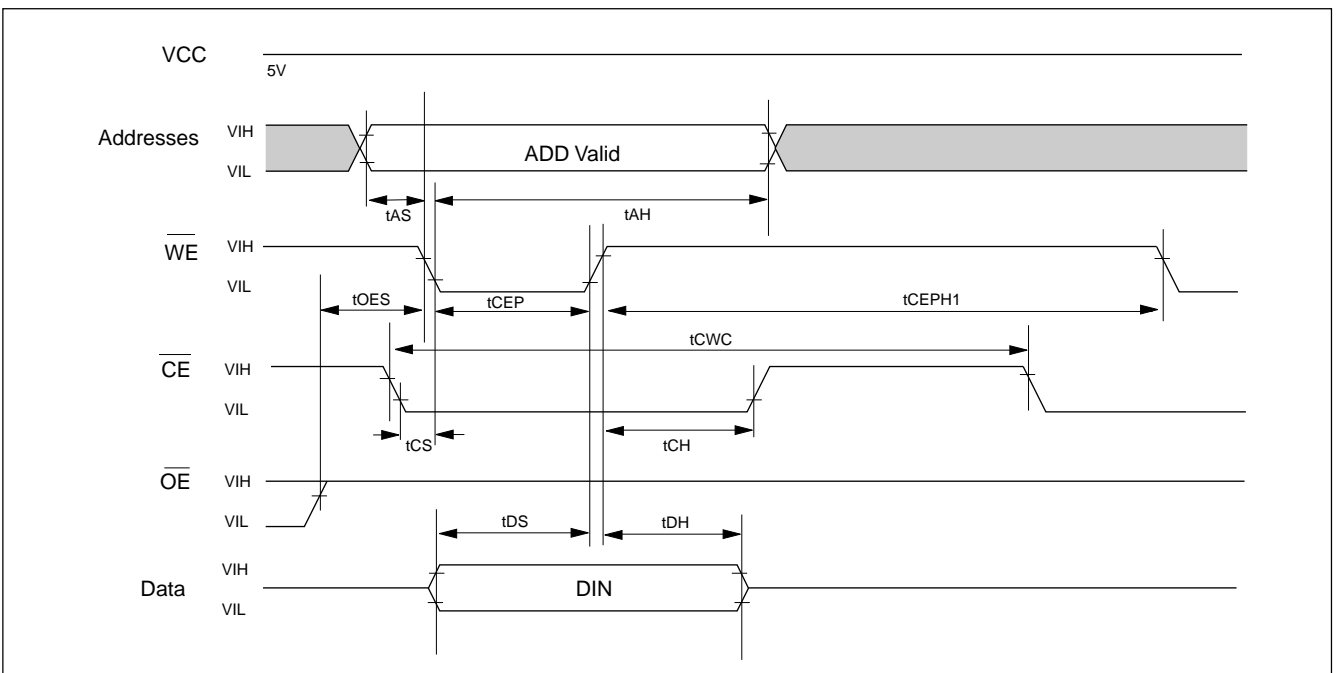 VCC
5V
Addresses
VIH
VIL
ADD Valid
tAS
tAH
WE
VIH
VIL
tOES
tCEP
tCEPH1
tCWC
CE
VIH
VIL
tCS
tCH
OE
VIH
VIL
tDS
tDH
Data
VIH
VIL
DIN